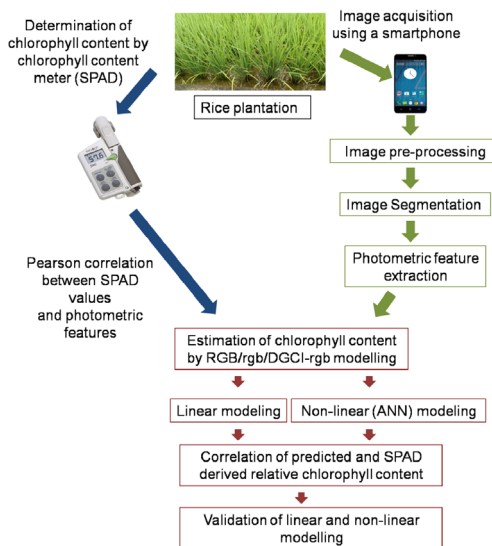 Determination of
chlorophyll content by
chlorophyll content
meter (SPAD)
Image acquisition
using a smartphone
Rice plantation
57.6
Image pre-processing
Image Segmentation
Photometric feature
extraction
Pearson correlation
between SPAD
values
and photometric
features
Estimation of chlorophyll content
by RGB/rgb/DGCI-rgb modelling
Linear modeling
Non-linear (ANN) modeling
Correlation of predicted and SPAD
derived relative chlorophyll content
Validation of linear and non-linear
modelling